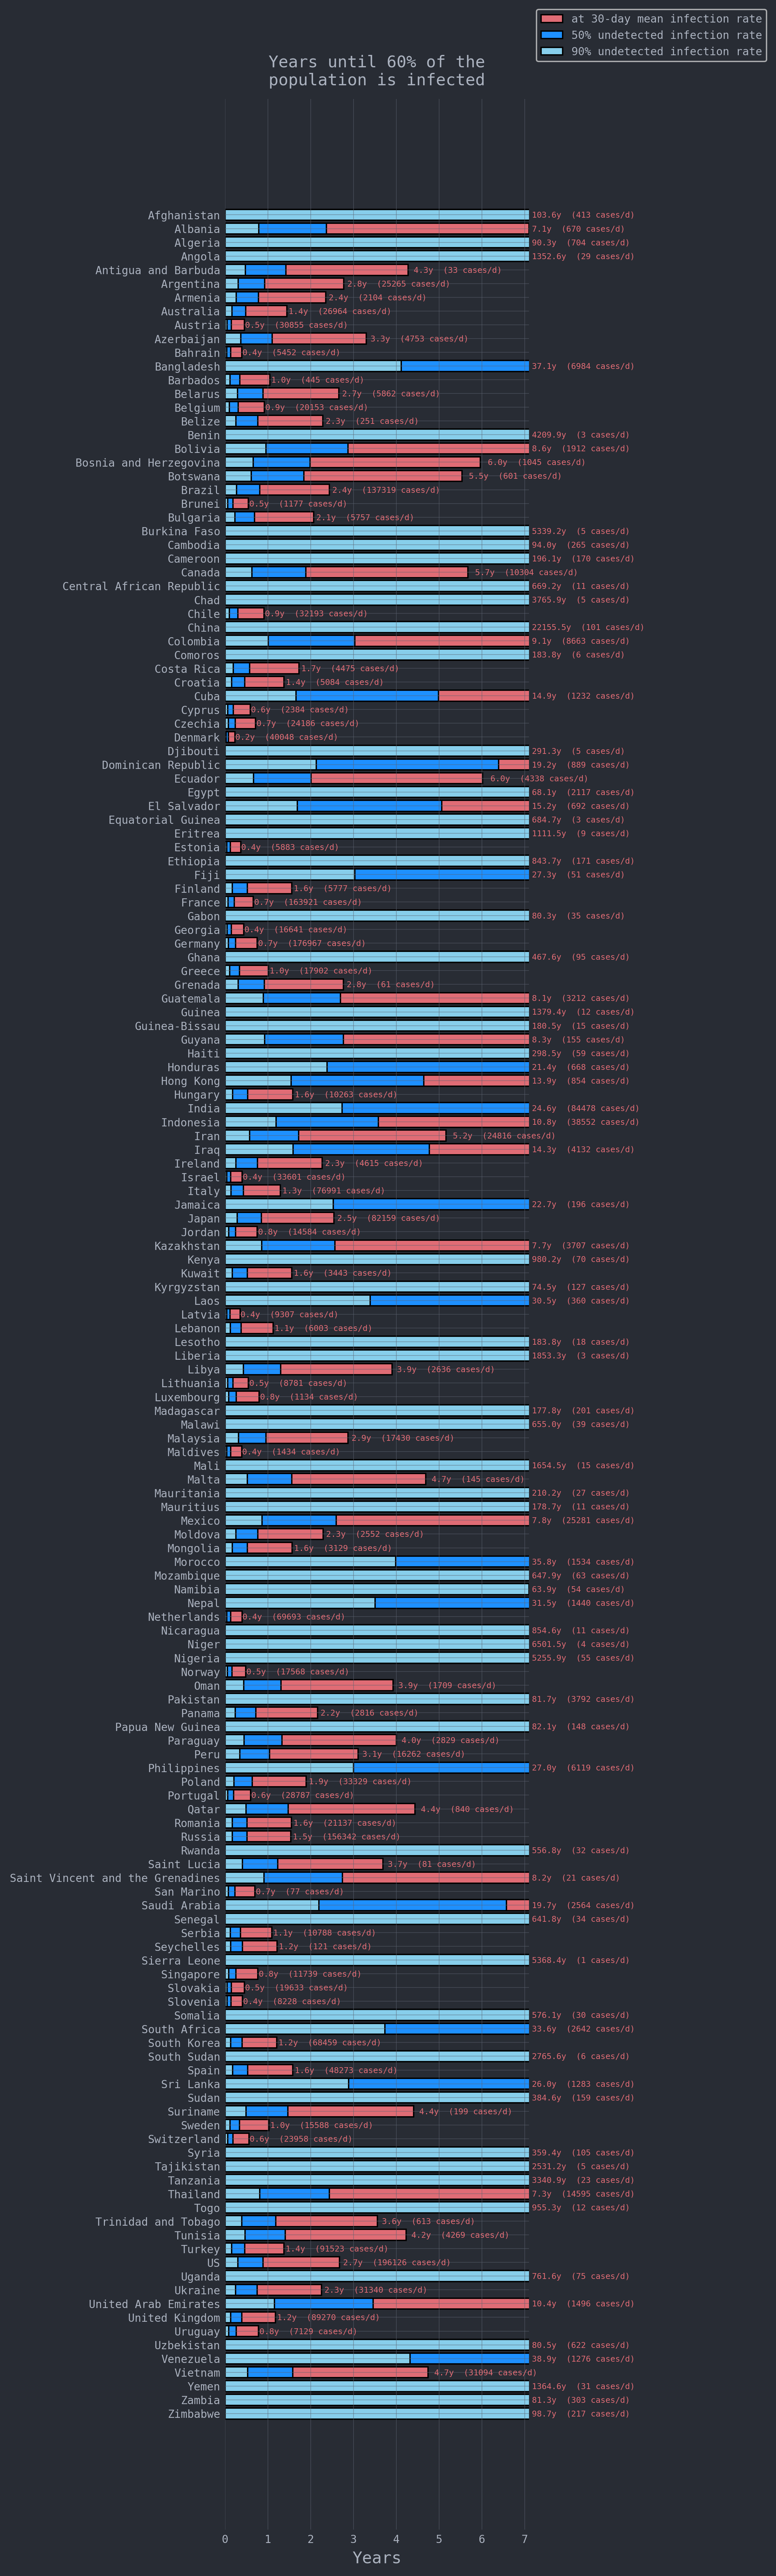 at 30-day mean infection rate
50% undetected infection rate
90% undetected infection rate
Years until 60% of the
population is infected
Afghanistan 103.6y (413 cases/d)
Albania 7.1y (670 cases/d)
Algeria 90.3y (704 cases/d)
Angola 1352.6y (29 cases/d)
Antigua and Barbuda 4.3y (33 cases/d)
Argentina 2.8y (25265 cases/d)
Armenia 2.4y (2104 cases/d)
Australia 1.4y (26964 cases/d)
Austria 0.5y (30855 cases/d)
Azerbaijan 3.3y (4753 cases/d)
Bahrain 0.4y (5452 cases/d)
Bangladesh 37.1y (6984 cases/d)
Barbados 1.0y (445 cases/d)
Belarus 2.7y (5862 cases/d)
Belgium 0.9y (20153 cases/d)
Belize 2.3y (251 cases/d)
Benin 4209.9y (3 cases/d)
Bolivia 8.6y (1912 cases/d)
Bosnia and Herzegovina 6.0y (1045 cases/d)
Botswana 5.5y (601 cases/d)
Brazil 2.4y (137319 cases/d)
Brunei 0.5y (1177 cases/d)
Bulgaria 2.1y (5757 cases/d)
Burkina Faso 5339.2y (5 cases/d)
Cambodia 94.0y (265 cases/d)
Cameroon 196.1y (170 cases/d)
Canada 5.7y (10304 cases/d)
Central African Republic 669.2y (11 cases/d)
Chad 3765.9y (5 cases/d)
Chile 0.9y (32193 cases/d)
China 22155.5y (101 cases/d)
Colombia 9.1y (8663 cases/d)
Comoros 183.8y (6 cases/d)
Costa Rica 1.7y (4475 cases/d)
Croatia 1.4y (5084 cases/d)
Cuba 14.9y (1232 cases/d)
Cyprus 0.6y (2384 cases/d)
Czechia 0.7y (24186 cases/d)
Denmark 0.2y (40048 cases/d)
Djibouti 291.3y (5 cases/d)
Dominican Republic 19.2y (889 cases/d)
Ecuador 6.0y (4338 cases/d)
Egypt 68.1y (2117 cases/d)
El Salvador 15.2y (692 cases/d)
Equatorial Guinea 684.7y (3 cases/d)
Eritrea 1111.5y (9 cases/d)
Estonia 0.4y (5883 cases/d)
Ethiopia 843.7y (171 cases/d)
Fiji 27.3y (51 cases/d)
Finland 1.6y (5777 cases/d)
France 0.7y (163921 cases/d)
Gabon 80.3y (35 cases/d)
Georgia 0.4y (16641 cases/d)
Germany 0.7y (176967 cases/d)
Ghana 467.6y (95 cases/d)
Greece 1.0y (17902 cases/d)
Grenada 2.8y (61 cases/d)
Guatemala 8.1y (3212 cases/d)
Guinea 1379.4y (12 cases/d)
Guinea-Bissau 180.5y (15 cases/d)
Guyana 8.3y (155 cases/d)
Haiti 298.5y (59 cases/d)
Honduras 21.4y (668 cases/d)
Hong Kong 13.9y (854 cases/d)
Hungary 1.6y (10263 cases/d)
India 24.6y (84478 cases/d)
Indonesia 10.8y (38552 cases/d)
Iran 5.2y (24816 cases/d)
Iraq 14.3y (4132 cases/d)
Ireland 2.3y (4615 cases/d)
Israel 0.4y (33601 cases/d)
Italy 1.3y (76991 cases/d)
Jamaica 22.7y (196 cases/d)
Japan 2.5y (82159 cases/d)
Jordan 0.8y (14584 cases/d)
Kazakhstan 7.7y (3707 cases/d)
Kenya 980.2y (70 cases/d)
Kuwait 1.6y (3443 cases/d)
Kyrgyzstan 74.5y (127 cases/d)
Laos 30.5y (360 cases/d)
Latvia 0.4y (9307 cases/d)
Lebanon 1.1y (6003 cases/d)
Lesotho 183.8y (18 cases/d)
Liberia 1853.3y (3 cases/d)
Libya 3.9y (2636 cases/d)
Lithuania 0.5y (8781 cases/d)
Luxembourg 0.8y (1134 cases/d)
Madagascar 177.8y (201 cases/d)
Malawi 655.0y (39 cases/d)
Malaysia 2.9y (17430 cases/d)
Maldives 0.4y (1434 cases/d)
Mali 1654.5y (15 cases/d)
Malta 4.7y (145 cases/d)
Mauritania 210.2y (27 cases/d)
Mauritius 178.7y (11 cases/d)
Mexico 7.8y (25281 cases/d)
Moldova 2.3y (2552 cases/d)
Mongolia 1.6y (3129 cases/d)
Morocco 35.8y (1534 cases/d)
Mozambique 647.9y (63 cases/d)
Namibia 63.9y (54 cases/d)
Nepal 31.5y (1440 cases/d)
Netherlands 0.4y (69693 cases/d)
Nicaragua 854.6y (11 cases/d)
Niger 6501.5y (4 cases/d)
Nigeria 5255.9y (55 cases/d)
Norway 0.5y (17568 cases/d)
Oman 3.9y (1709 cases/d)
Pakistan 81.7y (3792 cases/d)
Panama 2.2y (2816 cases/d)
Papua New Guinea 82.1y (148 cases/d)
Paraguay 4.0y (2829 cases/d)
Peru 3.1y (16262 cases/d)
Philippines 27.0y (6119 cases/d)
Poland 1.9y (33329 cases/d)
Portugal 0.6y (28787 cases/d)
Qatar 4.4y (840 cases/d)
Romania 1.6y (21137 cases/d)
Russia 1.5y (156342 cases/d)
Rwanda 556.8y (32 cases/d)
Saint Lucia 3.7y (81 cases/d)
Saint Vincent and the Grenadines 8.2y (21 cases/d)
San Marino 0.7y (77 cases/d)
Saudi Arabia 19.7y (2564 cases/d)
Senegal 641.8y (34 cases/d)
Serbia 1.1y (10788 cases/d)
Seychelles 1.2y (121 cases/d)
Sierra Leone 5368.4y (1 cases/d)
Singapore 0.8y (11739 cases/d)
Slovakia 0.5y (19633 cases/d)
Slovenia 0.4y (8228 cases/d)
Somalia 576.1y (30 cases/d)
South Africa 33.6y (2642 cases/d)
South Korea 1.2y (68459 cases/d)
South Sudan 2765.6y (6 cases/d)
Spain 1.6y (48273 cases/d)
Sri Lanka 26.0y (1283 cases/d)
Sudan 384.6y (159 cases/d)
Suriname 4.4y (199 cases/d)
Sweden 1.0y (15588 cases/d)
Switzerland 0.6y (23958 cases/d)
Syria 359.4y (105 cases/d)
Tajikistan 2531.2y (5 cases/d)
Tanzania 3340.9y (23 cases/d)
Thailand 7.3y (14595 cases/d)
Togo 955.3y (12 cases/d)
Trinidad and Tobago 3.6y (613 cases/d)
Tunisia 4.2y (4269 cases/d)
Turkey 1.4y (91523 cases/d)
US 2.7y (196126 cases/d)
Uganda 761.6y (75 cases/d)
Ukraine 2.3y (31340 cases/d)
United Arab Emirates 10.4y (1496 cases/d)
United Kingdom 1.2y (89270 cases/d)
Uruguay 0.8y (7129 cases/d)
Uzbekistan 80.5y (622 cases/d)
Venezuela 38.9y (1276 cases/d)
Vietnam 4.7y (31094 cases/d)
Yemen 1364.6y (31 cases/d)
Zambia 81.3y (303 cases/d)
Zimbabwe 98.7y (217 cases/d)
0 1 2 3 4 5 6 7
Years